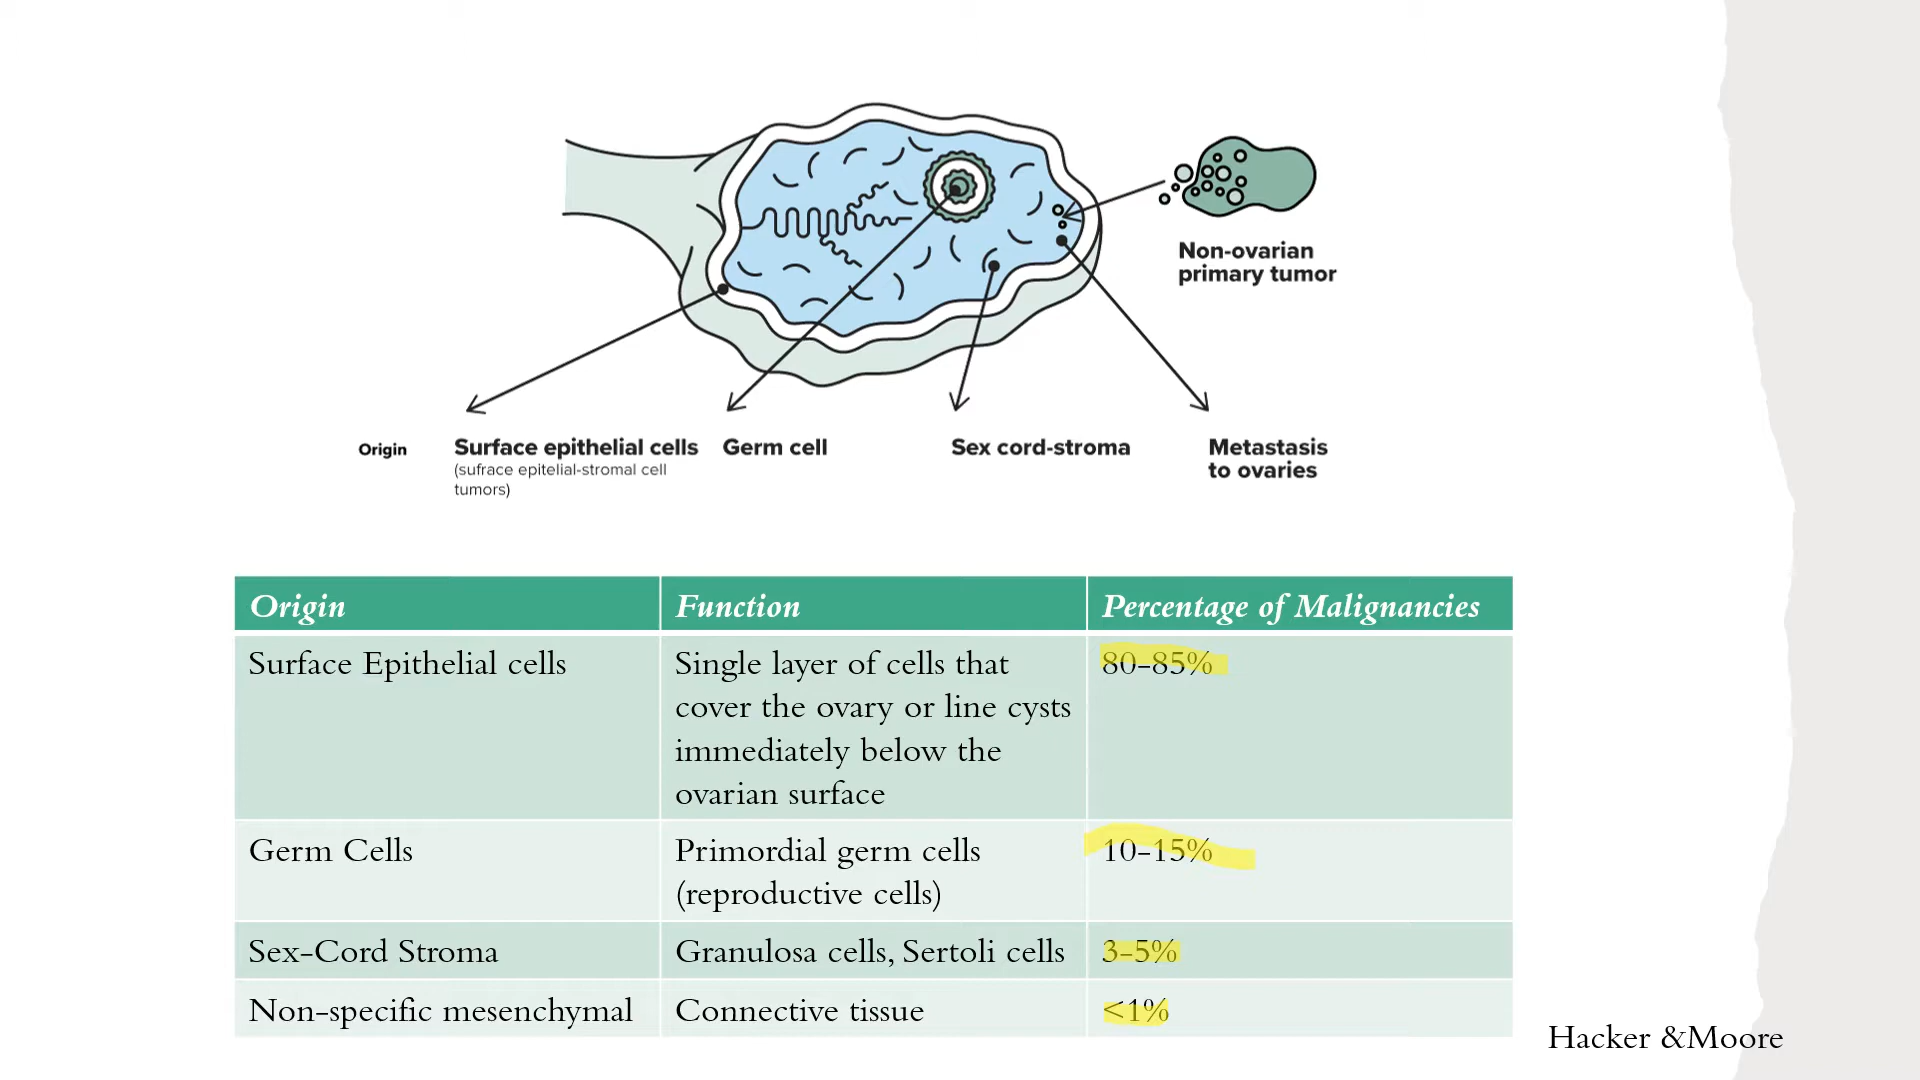 Non-ovarian
primary tumor
Origin
Surface epithelial cells
(sufrace epitelial-stromal cell
tumors)
Germ cell
Sex cord-stroma
Metastasis
to ovaries
Origin
Function
Percentage of Malignancies
Surface Epithelial cells
Single layer of cells that
cover the ovary or line cysts
immediately below the
ovarian surface
80-85%
Germ Cells
Primordial germ cells
(reproductive cells)
10-15%
Sex-Cord Stroma
Granulosa cells, Sertoli cells
3-5%
Non-specific mesenchymal
Connective tissue
<1%
Hacker &Moore